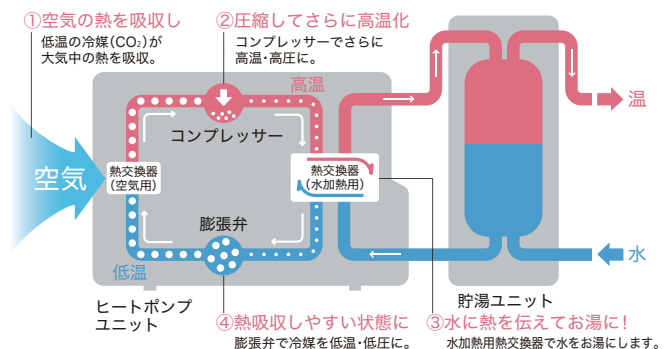 ①空気の熱を吸収し
低温の冷媒(CO₂)が
大気中の熱を吸収。
②圧縮してさらに高温化
コンプレッサーでさらに
高温・高圧に。
高温
コンプレッサー
空気
熱交換器
(空気用)
熱交換器
(水加熱用)
膨張弁
低温
温
水
ヒートポンプ
ユニット
貯湯ユニット
④熱吸収しやすい状態に
膨張弁で冷媒を低温・低圧に。
③水に熱を伝えてお湯に!
水加熱用熱交換器で水をお湯にします。